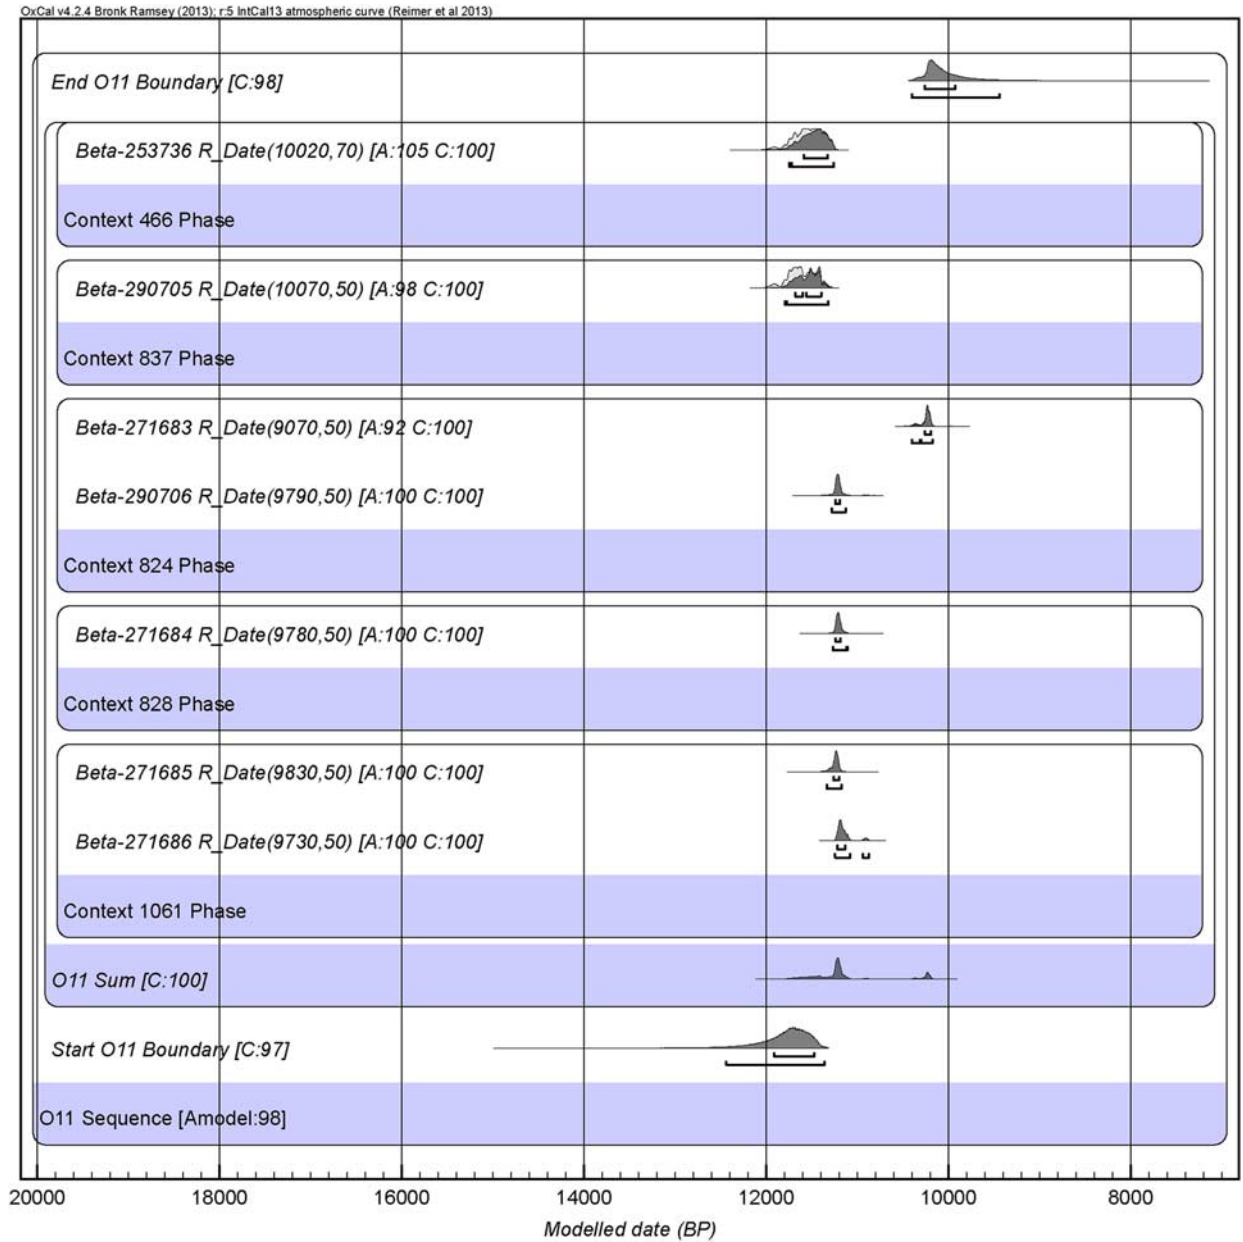 OxCal v4.2.4 Bronk Ramsey (2013); r:5 IntCal13 atmospheric curve (Reimer et al 2013)
End O11 Boundary [C:98]
Beta-253736 R_Date(10020,70) [A:105 C:100]
Context 466 Phase
Beta-290705 R_Date(10070,50) [A:98 C:100]
Context 837 Phase
Beta-271683 R_Date(9070,50) [A:92 C:100]
Beta-290706 R_Date(9790,50) [A:100 C:100]
Context 824 Phase
Beta-271684 R_Date(9780,50) [A:100 C:100]
Context 828 Phase
Beta-271685 R_Date(9830,50) [A:100 C:100]
Beta-271686 R_Date(9730,50) [A:100 C:100]
Context 1061 Phase
O11 Sum [C:100]
Start O11 Boundary [C:97]
O11 Sequence [Amodel:98]
20000 18000 16000 14000 12000 10000 8000
Modelled date (BP)